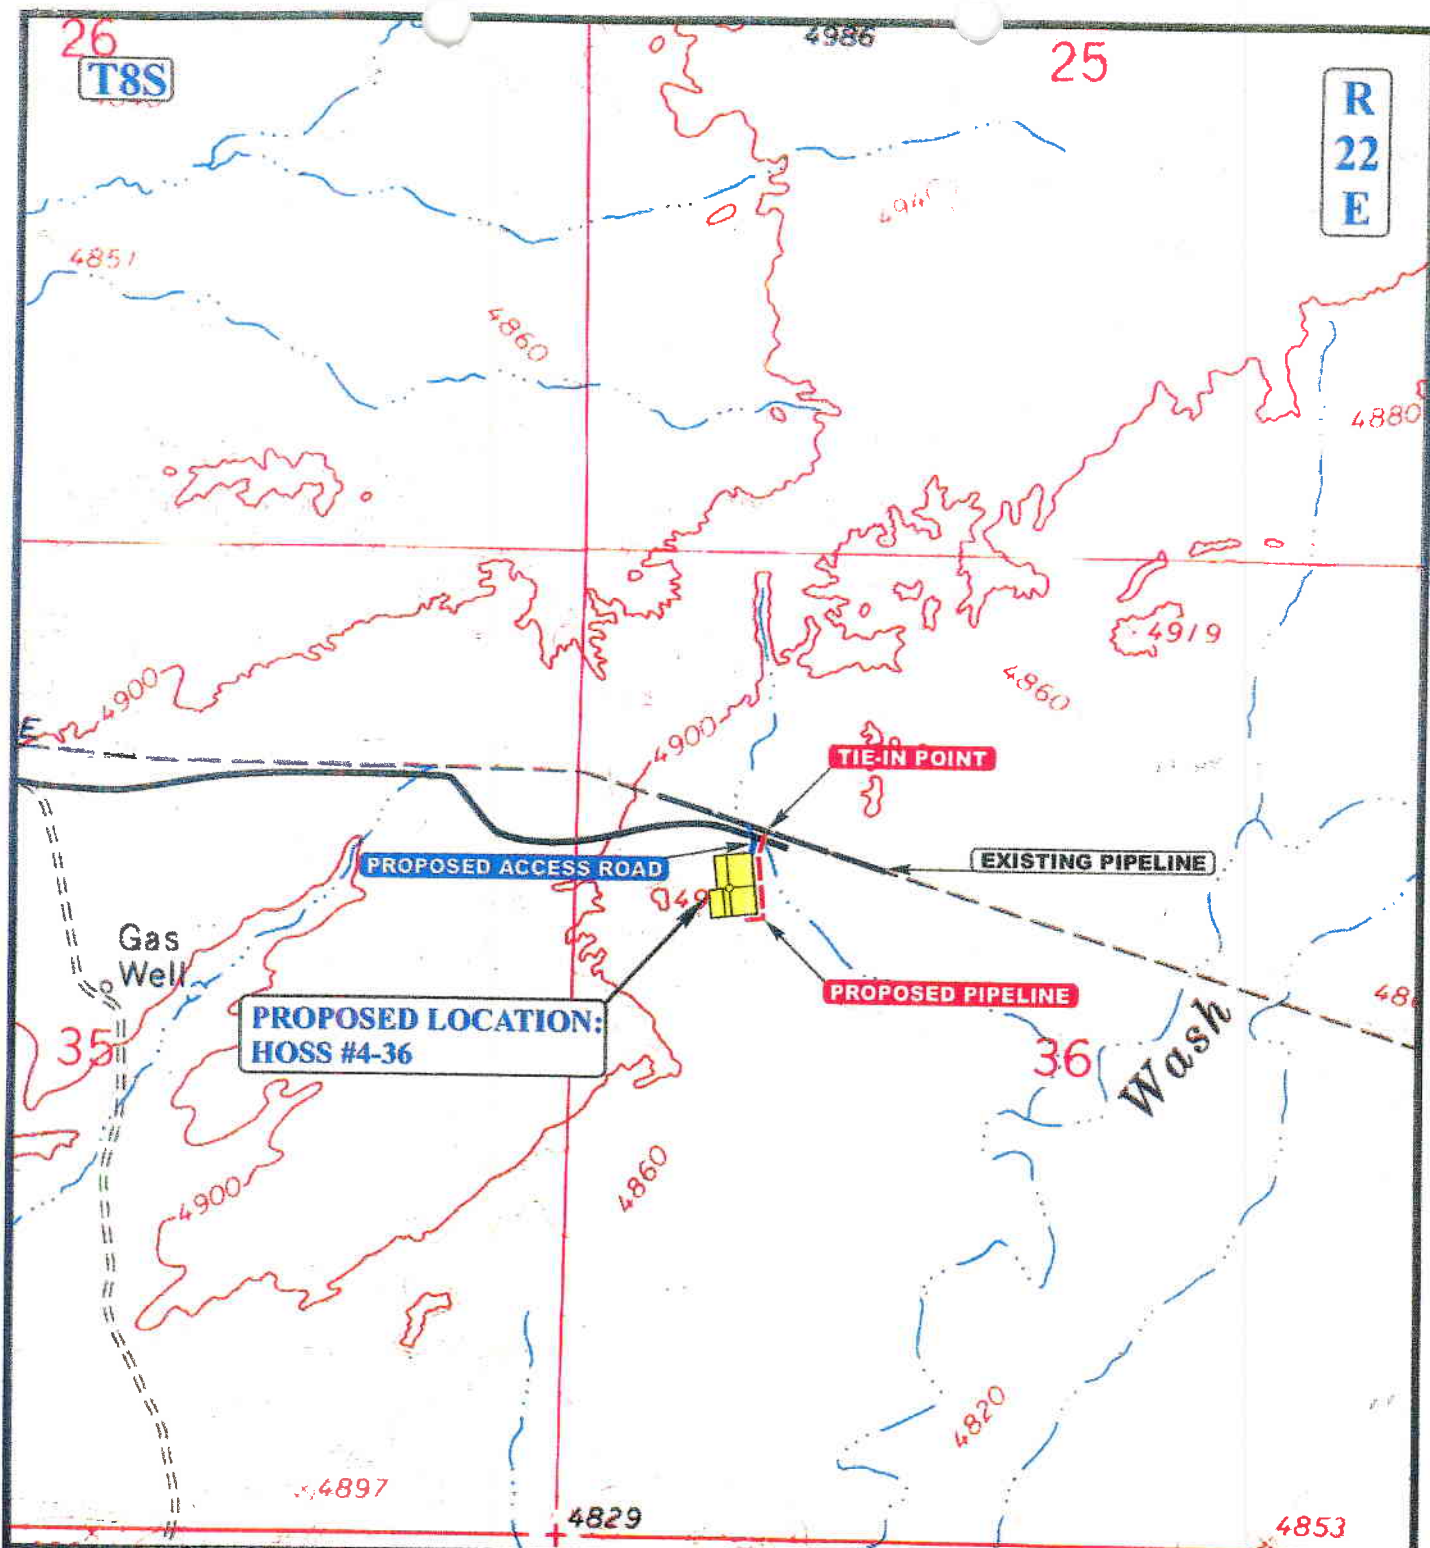 26
4986
25
T8S
R
22
E
4851
4860
4880
4919
4860
4900
4900
E
TIE-IN POINT
PROPOSED ACCESS ROAD
EXISTING PIPELINE
Gas
Well
PROPOSED PIPELINE
PROPOSED LOCATION:
HOSS #4-36
35
36
Wash
4860
4900
4820
4897
4829
4853